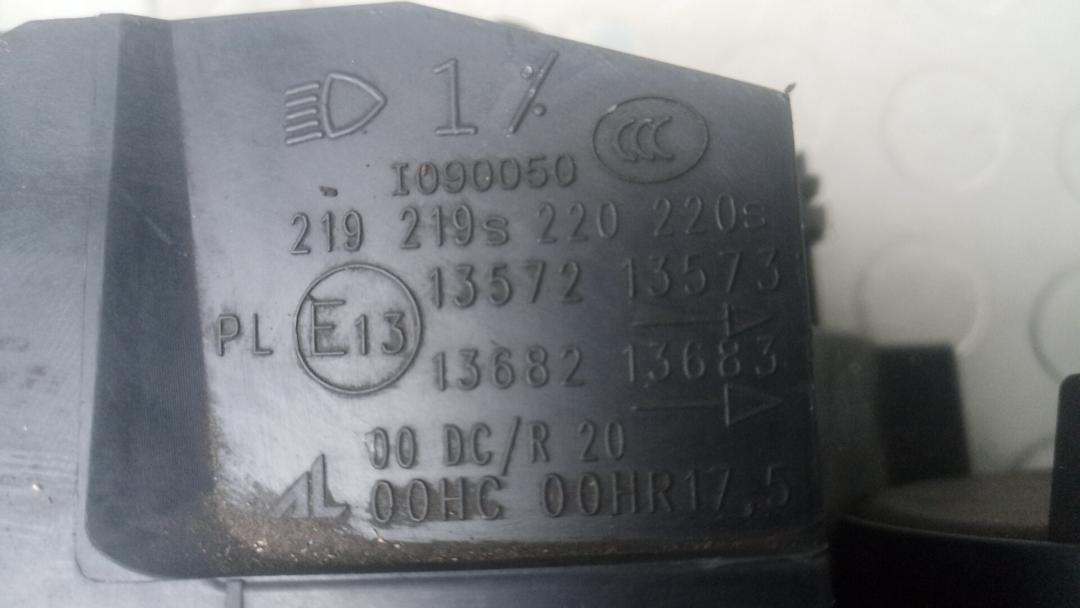 1%
CCC
I090050
219 219s 220 220s
13572 13573
PL E13
13682 13683
00 DC/R 20
AL 00HC 00HR17,5